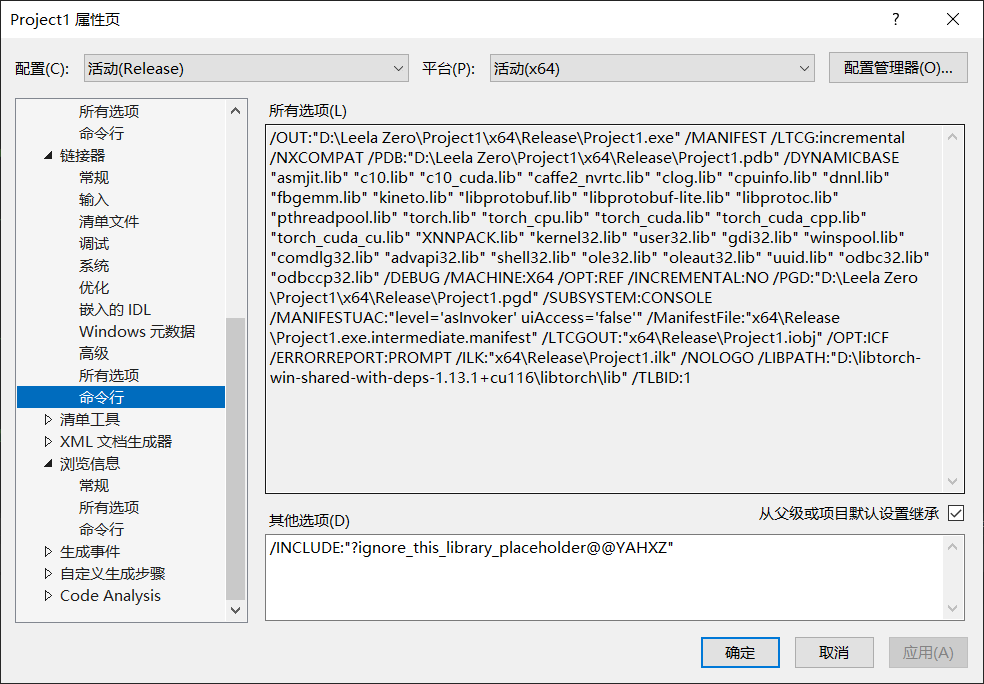 Project1 属性页
配置(C): 活动(Release) 平台(P): 活动(x64) 配置管理器(O)...
所有选项
命令行
链接器
常规
输入
清单文件
调试
系统
优化
嵌入的 IDL
Windows 元数据
高级
所有选项
命令行
清单工具
XML 文档生成器
浏览信息
常规
所有选项
命令行
生成事件
自定义生成步骤
Code Analysis
所有选项(L)
/OUT:"D:\Leela Zero\Project1\x64\Release\Project1.exe" /MANIFEST /LTCG:incremental
/NXCOMPAT /PDB:"D:\Leela Zero\Project1\x64\Release\Project1.pdb" /DYNAMICBASE
"asmjit.lib" "c10.lib" "c10_cuda.lib" "caffe2_nvrtc.lib" "clog.lib" "cpuinfo.lib" "dnnl.lib"
"fbgemm.lib" "kineto.lib" "libprotobuf.lib" "libprotobuf-lite.lib" "libprotoc.lib"
"pthreadpool.lib" "torch.lib" "torch_cpu.lib" "torch_cuda.lib" "torch_cuda_cpp.lib"
"torch_cuda_cu.lib" "XNNPACK.lib" "kernel32.lib" "user32.lib" "gdi32.lib" "winspool.lib"
"comdlg32.lib" "advapi32.lib" "shell32.lib" "ole32.lib" "oleaut32.lib" "uuid.lib" "odbc32.lib"
"odbccp32.lib" /DEBUG /MACHINE:X64 /OPT:REF /INCREMENTAL:NO /PGD:"D:\Leela Zero
\Project1\x64\Release\Project1.pgd" /SUBSYSTEM:CONSOLE
/MANIFESTUAC:"level='asInvoker' uiAccess='false'" /ManifestFile:"x64\Release
\Project1.exe.intermediate.manifest" /LTCGOUT:"x64\Release\Project1.iobj" /OPT:ICF
/ERRORREPORT:PROMPT /ILK:"x64\Release\Project1.ilk" /NOLOGO /LIBPATH:"D:\libtorch-
win-shared-with-deps-1.13.1+cu116\libtorch\lib" /TLBID:1
其他选项(D) 从父级或项目默认设置继承
/INCLUDE:"?ignore_this_library_placeholder@@YAHXZ"
确定 取消 应用(A)